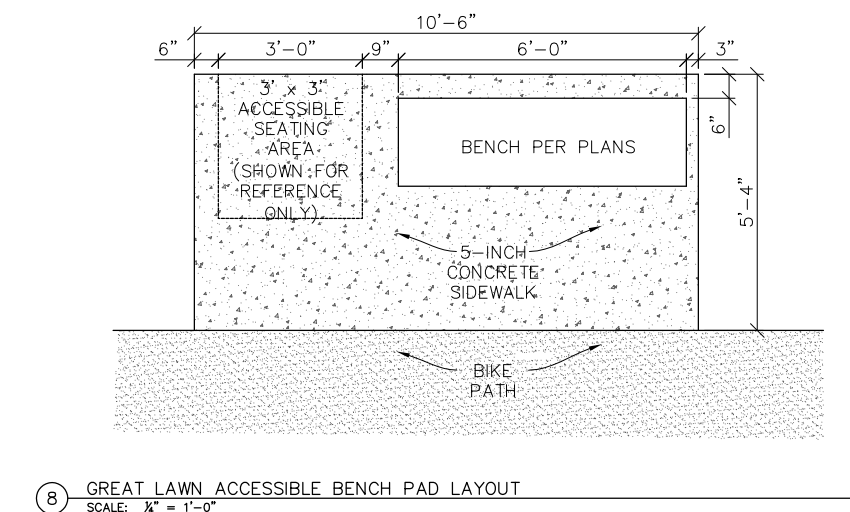 10'-6"
6" 3'-0" 9" 6'-0" 3"
3' x 3'
ACCESSIBLE
SEATING
AREA
(SHOWN FOR
REFERENCE
ONLY)
BENCH PER PLANS
6"
5'-4"
5-INCH
CONCRETE
SIDEWALK
BIKE
PATH
8 GREAT LAWN ACCESSIBLE BENCH PAD LAYOUT
SCALE: ¼" = 1'-0"